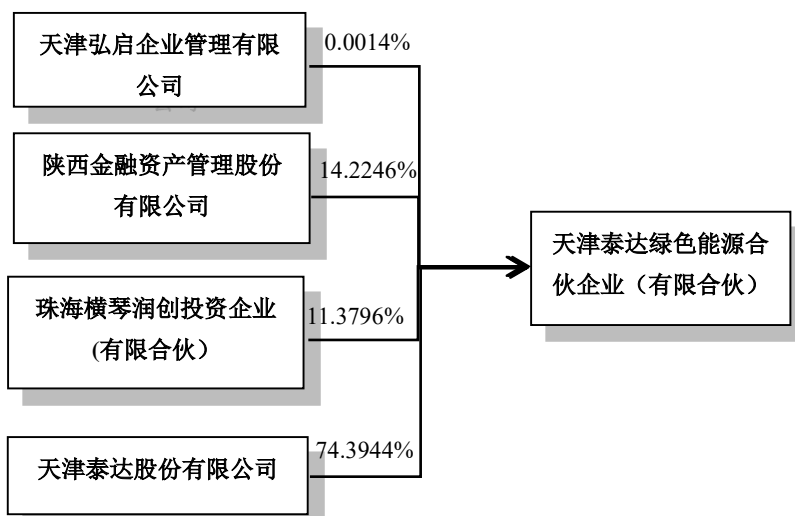 天津弘启企业管理有限
公司
0.0014%
陕西金融资产管理股份
有限公司
14.2246%
珠海横琴润创投资企业
(有限合伙）
11.3796%
天津泰达股份有限公司
74.3944%
天津泰达绿色能源合
伙企业（有限合伙）